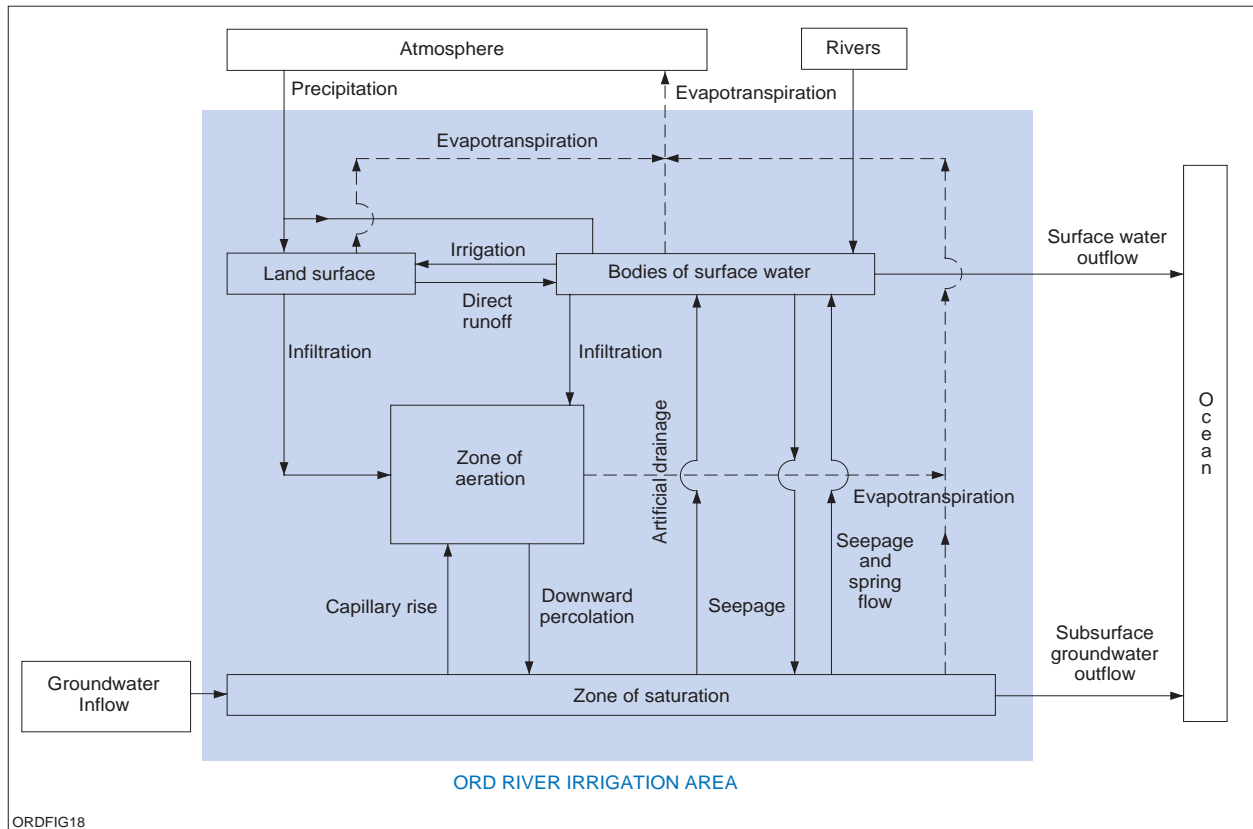 Atmosphere
Rivers
Precipitation
Evapotranspiration
Evapotranspiration
Surface water
outflow
Irrigation
Land surface
Bodies of surface water
Direct
runoff
Infiltration
Infiltration
Ocean
Zone of
aeration
Artificial drainage
Evapotranspiration
Seepage
and
spring
flow
Capillary rise
Downward
percolation
Seepage
Subsurface
groundwater
outflow
Groundwater
Inflow
Zone of saturation
ORD RIVER IRRIGATION AREA
ORDFIG18